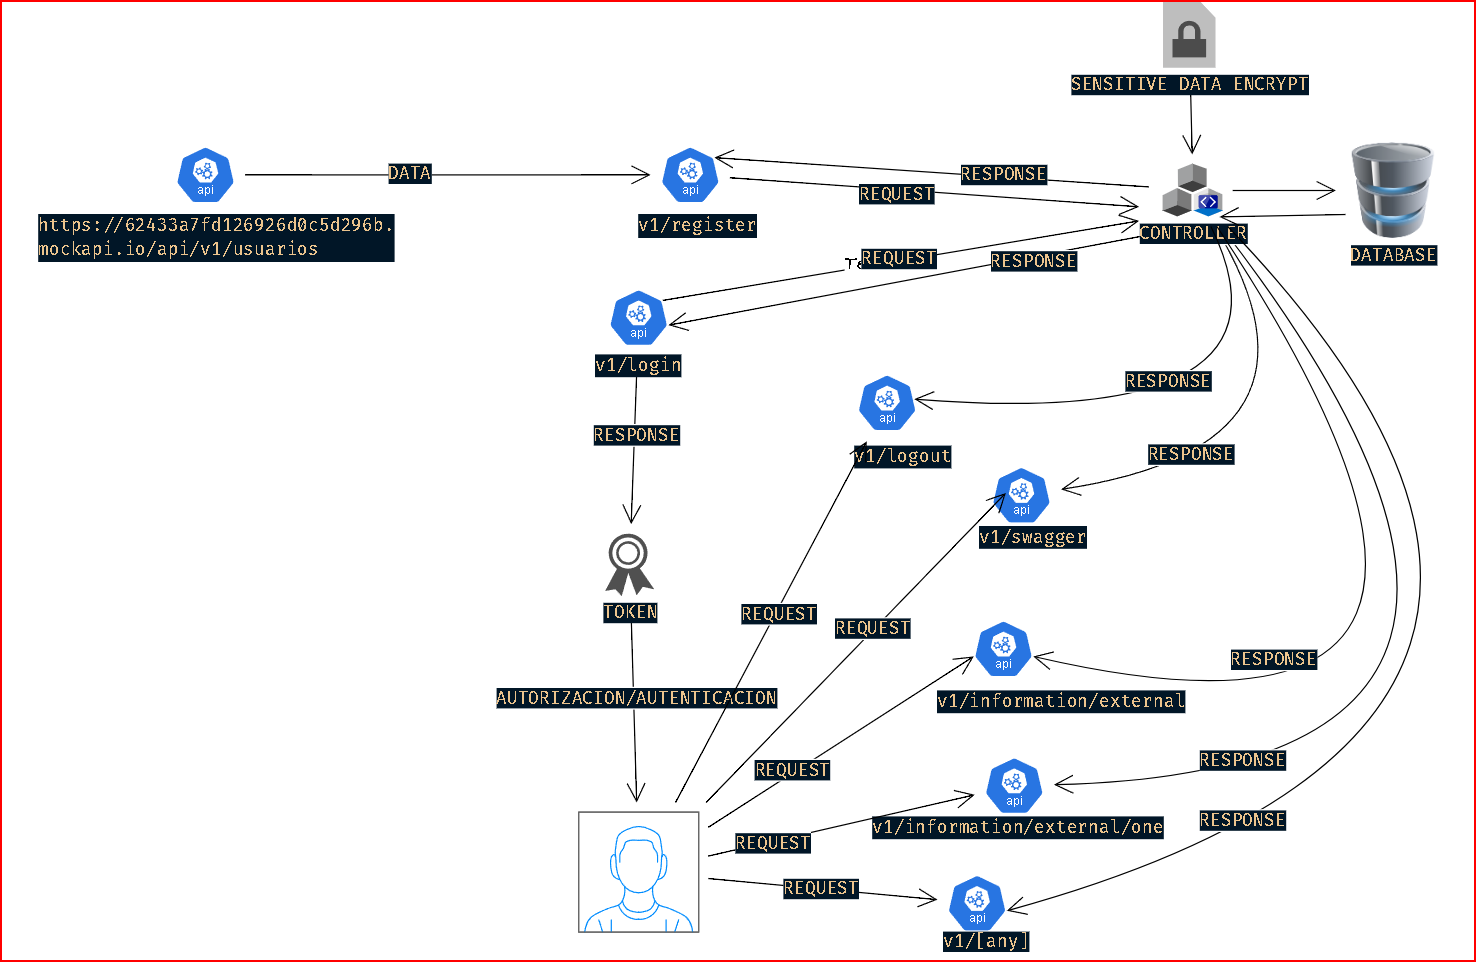 SENSITIVE DATA ENCRYPT
api
DATA
https://62433a7fd126926d0c5d296b.
mockapi.io/api/v1/usuarios
api
v1/register
RESPONSE
REQUEST
CONTROLLER
DATABASE
REQUEST
RESPONSE
api
v1/login
RESPONSE
RESPONSE
api
v1/logout
RESPONSE
api
v1/swagger
TOKEN
REQUEST
REQUEST
AUTORIZACION/AUTENTICACION
api
v1/information/external
RESPONSE
REQUEST
RESPONSE
api
v1/information/external/one
REQUEST
RESPONSE
REQUEST
api
v1/[any]